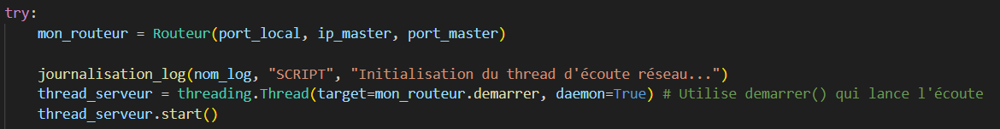 try:
    mon_routeur = Routeur(port_local, ip_master, port_master)
    journalisation_log(nom_log, "SCRIPT", "Initialisation du thread d'écoute réseau...")
    thread_serveur = threading.Thread(target=mon_routeur.demarrer, daemon=True) # Utilise demarrer() qui lance l'écoute
    thread_serveur.start()